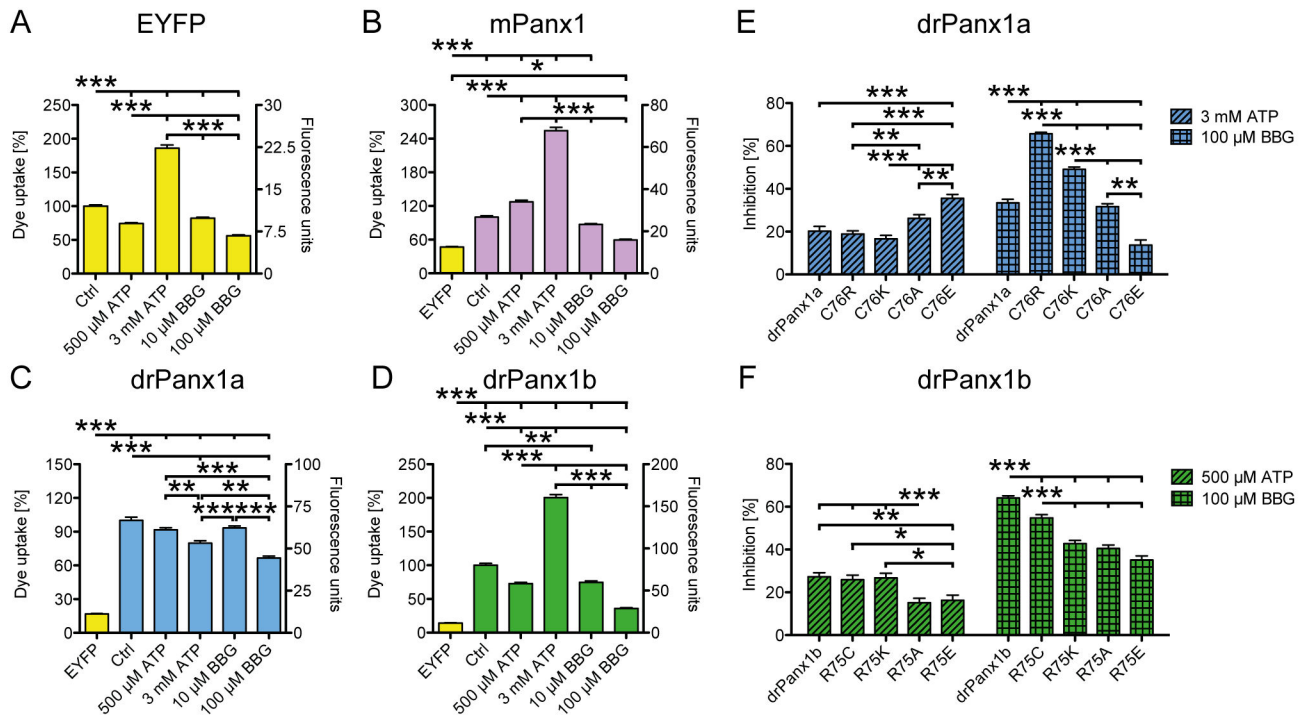 A EYFP
***
***
***
Dye uptake [%]
250
200
150
100
50
0
Fluorescence units
30
22.5
15
7.5
0
Ctrl
500 µM ATP
3 mM ATP
10 µM BBG
100 µM BBG
B mPanx1
***
*
***
***
Dye uptake [%]
300
240
180
120
60
0
Fluorescence units
80
60
40
20
0
EYFP
Ctrl
500 µM ATP
3 mM ATP
10 µM BBG
100 µM BBG
E drPanx1a
***
***
**
***
**
***
***
***
**
Inhibition [%]
80
60
40
20
0
drPanx1a
C76R
C76K
C76A
C76E
drPanx1a
C76R
C76K
C76A
C76E
3 mM ATP
100 µM BBG
C drPanx1a
***
***
***
** **
******
Dye uptake [%]
150
120
90
60
30
0
Fluorescence units
100
75
50
25
0
EYFP
Ctrl
500 µM ATP
3 mM ATP
10 µM BBG
100 µM BBG
D drPanx1b
***
***
**
***
***
Dye uptake [%]
250
200
150
100
50
0
Fluorescence units
200
150
100
50
0
EYFP
Ctrl
500 µM ATP
3 mM ATP
10 µM BBG
100 µM BBG
F drPanx1b
***
**
*
*
***
***
Inhibition [%]
80
60
40
20
0
drPanx1b
R75C
R75K
R75A
R75E
drPanx1b
R75C
R75K
R75A
R75E
500 µM ATP
100 µM BBG